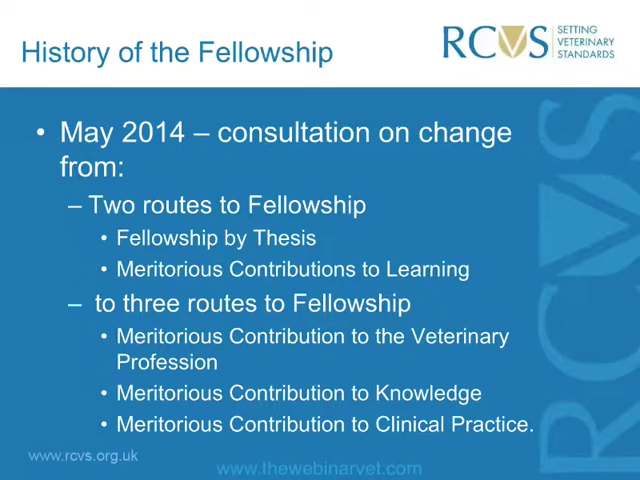 History of the Fellowship
RCVS
SETTING
VETERINARY
STANDARDS
• May 2014 – consultation on change
from:
– Two routes to Fellowship
• Fellowship by Thesis
• Meritorious Contributions to Learning
– to three routes to Fellowship
• Meritorious Contribution to the Veterinary
Profession
• Meritorious Contribution to Knowledge
• Meritorious Contribution to Clinical Practice.
RCVS
www.rcvs.org.uk
www.thewebinarvet.com